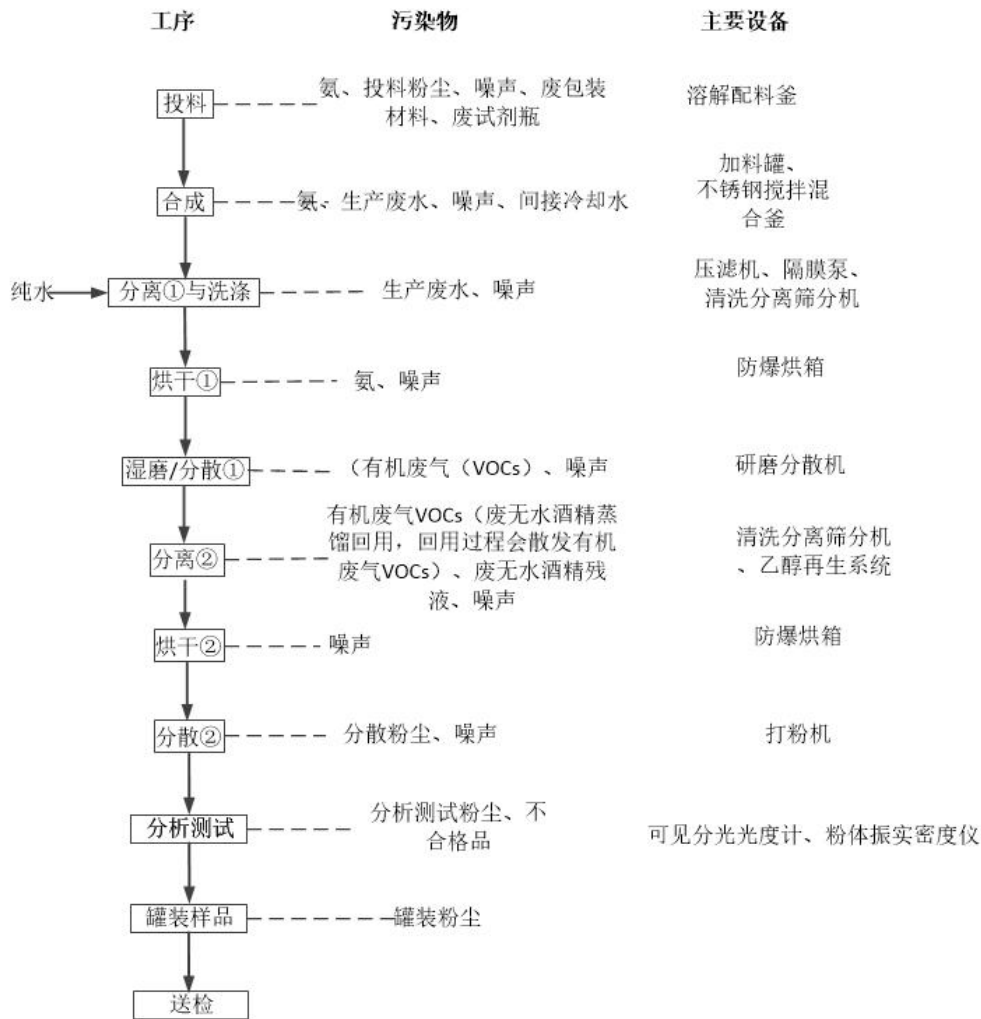 工序 污染物 主要设备
投料
氨、投料粉尘、噪声、废包装
材料、废试剂瓶
溶解配料釜
合成
氨、生产废水、噪声、间接冷却水
加料罐、
不锈钢搅拌混
合釜
纯水
分离①与洗涤
生产废水、噪声
压滤机、隔膜泵、
清洗分离筛分机
烘干①
氨、噪声
防爆烘箱
湿磨/分散①
（有机废气（VOCs）、噪声
研磨分散机
分离②
有机废气VOCs（废无水酒精蒸
馏回用，回用过程会散发有机
废气VOCs）、废无水酒精残
液、噪声
清洗分离筛分机
、乙醇再生系统
烘干②
噪声
防爆烘箱
分散②
分散粉尘、噪声
打粉机
分析测试
分析测试粉尘、不
合格品
可见分光光度计、粉体振实密度仪
罐装样品
罐装粉尘
送检